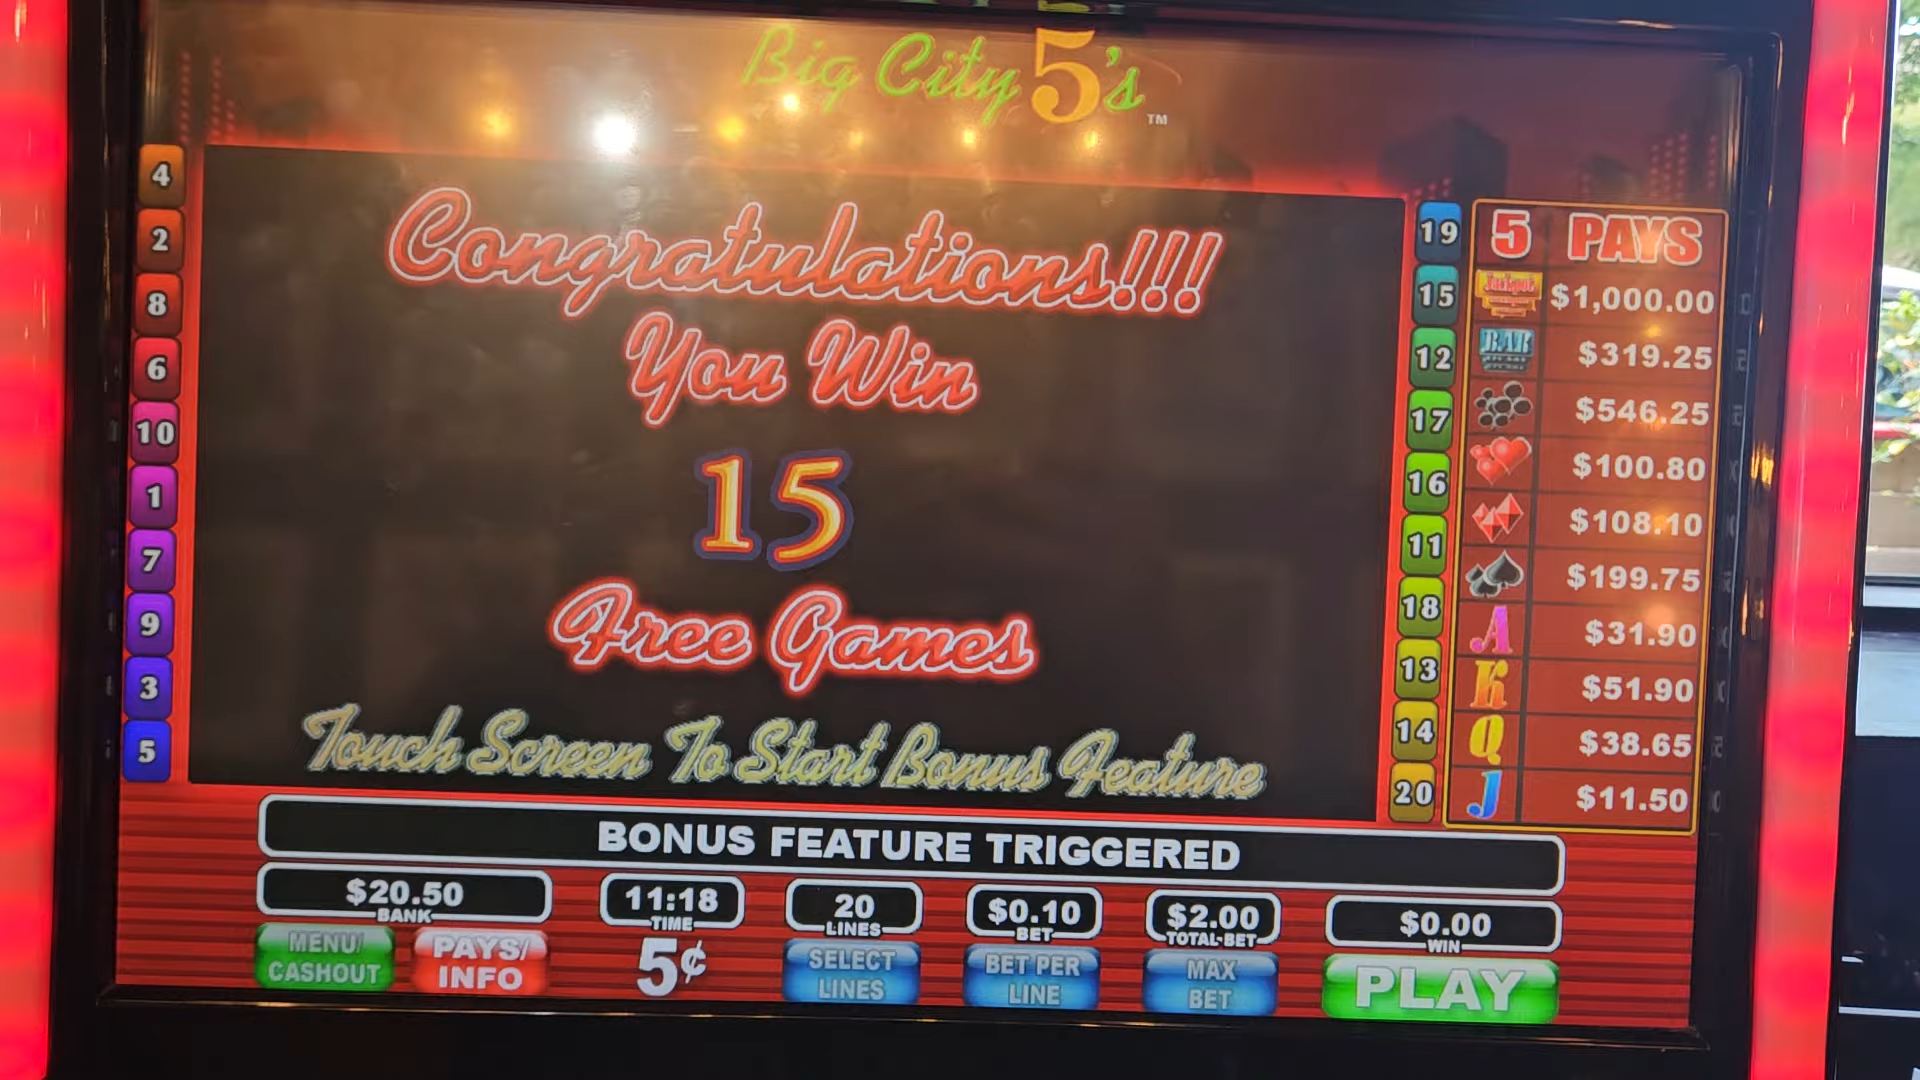 Big City 5's™
4
2
8
6
10
1
7
9
3
5
Congratulations!!!
You Win
15
Free Games
Touch Screen To Start Bonus Feature
19
15
12
17
16
11
18
13
14
20
5 PAYS
Jackpot $1,000.00
BAR $319.25
$546.25
$100.80
$108.10
$199.75
A $31.90
K $51.90
Q $38.65
J $11.50
BONUS FEATURE TRIGGERED
$20.50
BANK
11:18
TIME
20
LINES
$0.10
BET
$2.00
TOTAL-BET
$0.00
WIN
MENU/
CASHOUT
PAYS/
INFO
5¢
SELECT
LINES
BET PER
LINE
MAX
BET
PLAY